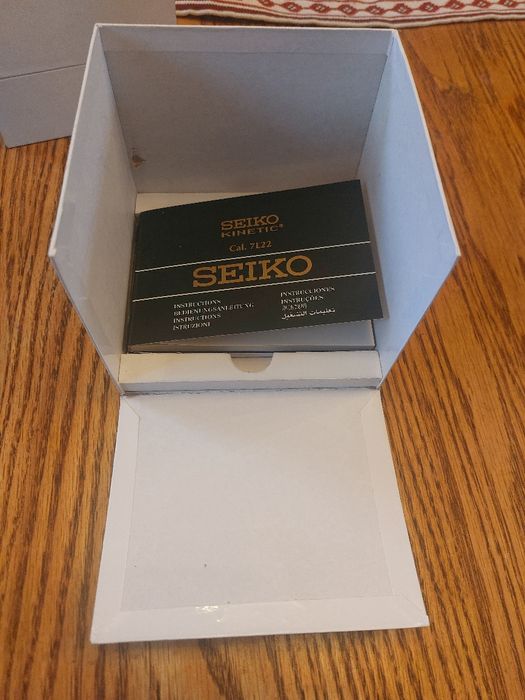 SEIKO
KINETIC®
Cal. 7L22
SEIKO
INSTRUCTIONS
BEDIENUNGSANLEITUNG
INSTRUCTIONS
ISTRUZIONI
INSTRUCCIONES
INSTRUÇÕES
تعليمات التشغيل